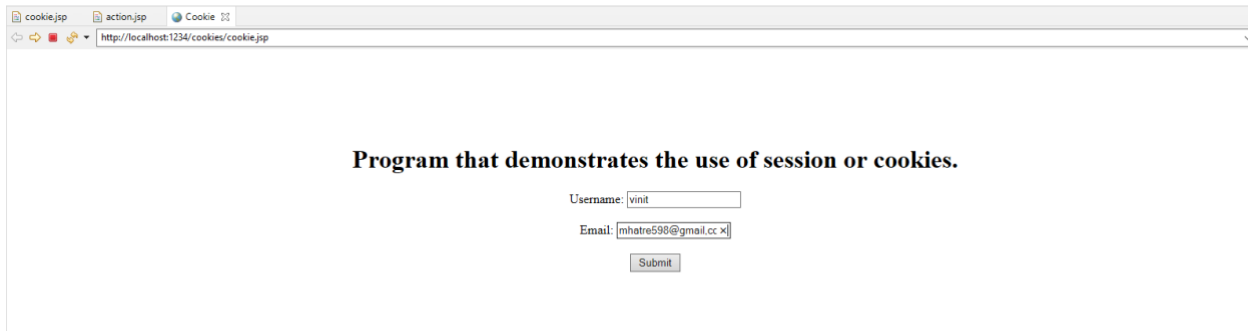 cookie.jsp action.jsp Cookie
http://localhost:1234/cookies/cookie.jsp
Program that demonstrates the use of session or cookies.
Username: vinit
Email: mhatre598@gmail.cc
Submit